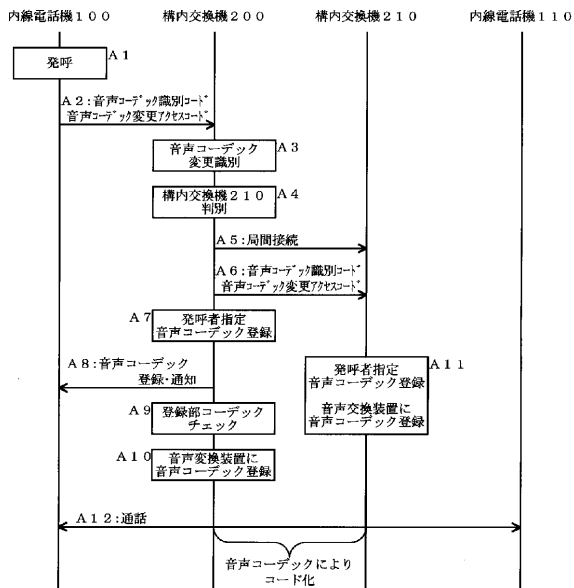 内線電話機１００
構内交換機２００
構内交換機２１０
内線電話機１１０
発呼
Ａ１
Ａ２：音声コーデック識別コード
音声コーデック変更アクセスコード
音声コーデック
変更識別
Ａ３
構内交換機２１０
判別
Ａ４
Ａ５：局間接続
Ａ６：音声コーデック識別コード
音声コーデック変更アクセスコード
Ａ７
発呼者指定
音声コーデック登録
Ａ８：音声コーデック
登録・通知
発呼者指定
音声コーデック登録
音声交換装置に
音声コーデック登録
Ａ１１
Ａ９
登録部コーデック
チェック
Ａ１０
音声変換装置に
音声コーデック登録
Ａ１２：通話
音声コーデックにより
コード化